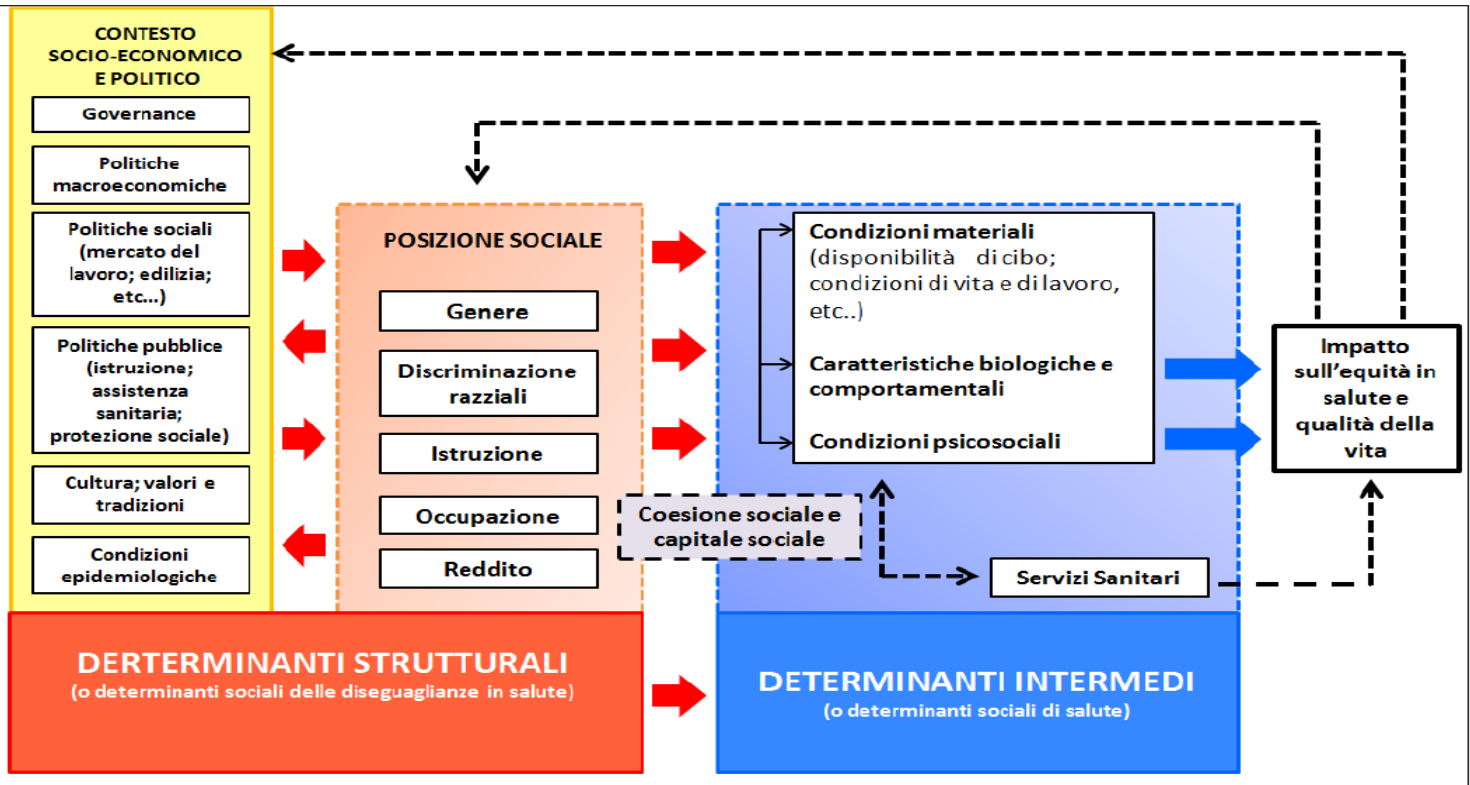 CONTESTO
SOCIO-ECONOMICO
E POLITICO
Governance
Politiche
macroeconomiche
Politiche sociali
(mercato del
lavoro; edilizia;
etc...)
Politiche pubblice
(istruzione;
assistenza
sanitaria;
protezione sociale)
Cultura; valori e
tradizioni
Condizioni
epidemiologiche
POSIZIONE SOCIALE
Genere
Discriminazione
razziali
Istruzione
Occupazione
Reddito
Coesione sociale e
capitale sociale
Condizioni materiali
(disponibilità di cibo;
condizioni di vita e di lavoro,
etc..)
Caratteristiche biologiche e
comportamentali
Condizioni psicosociali
Servizi Sanitari
Impatto
sull'equità in
salute e
qualità della
vita
DERTERMINANTI STRUTTURALI
(o determinanti sociali delle diseguaglianze in salute)
DETERMINANTI INTERMEDI
(o determinanti sociali di salute)